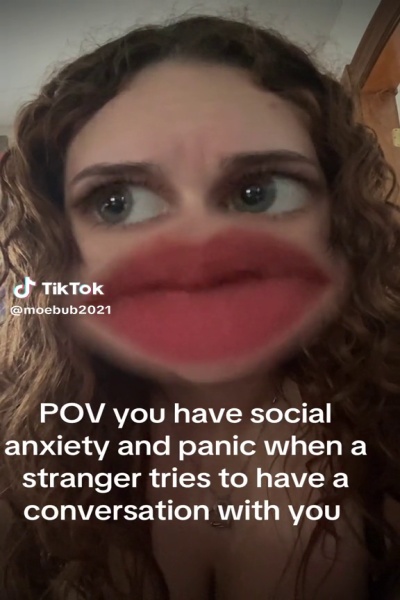 TikTok
@moebub2021
POV you have social
anxiety and panic when a
stranger tries to have a
conversation with you